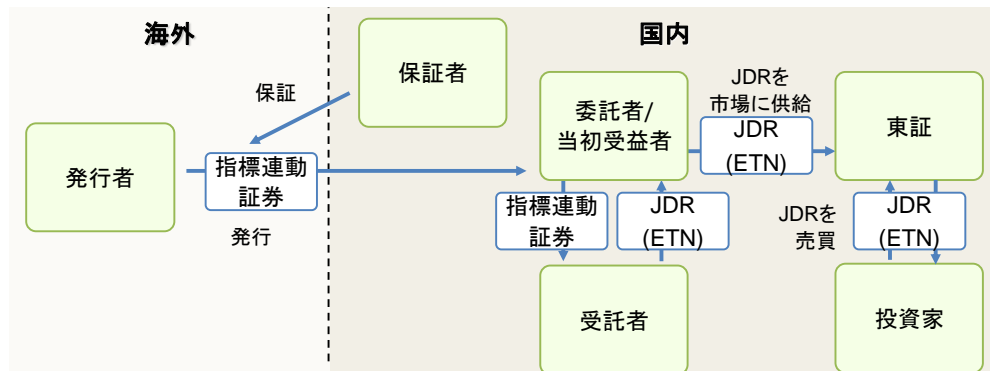 海外
国内
保証者
保証
発行者
指標連動
証券
発行
委託者/
当初受益者
JDRを
市場に供給
JDR
(ETN)
東証
指標連動
証券
JDR
(ETN)
JDRを
売買
JDR
(ETN)
受託者
投資家